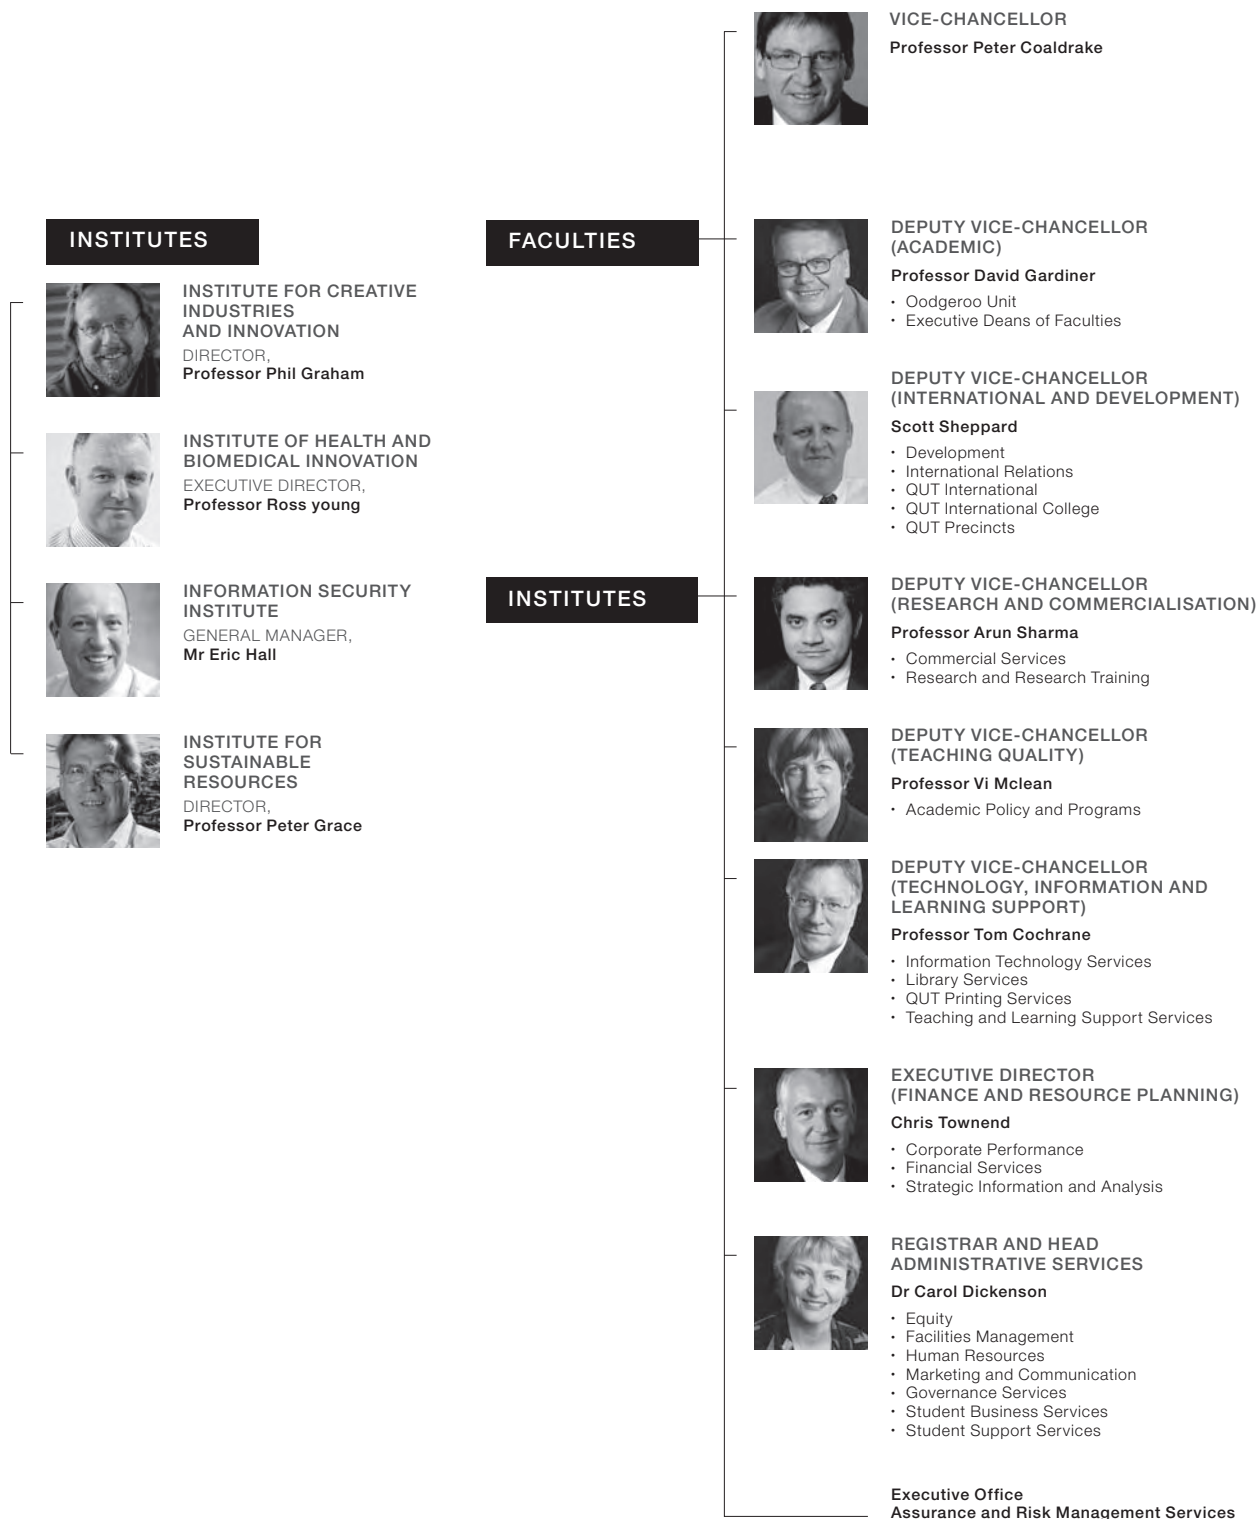 INSTITUTES
INSTITUTE FOR CREATIVE
INDUSTRIES
AND INNOVATION
DIRECTOR,
Professor Phil Graham
INSTITUTE OF HEALTH AND
BIOMEDICAL INNOVATION
EXECUTIVE DIRECTOR,
Professor Ross young
INFORMATION SECURITY
INSTITUTE
GENERAL MANAGER,
Mr Eric Hall
INSTITUTE FOR
SUSTAINABLE
RESOURCES
DIRECTOR,
Professor Peter Grace
FACULTIES
INSTITUTES
VICE-CHANCELLOR
Professor Peter Coaldrake
DEPUTY VICE-CHANCELLOR
(ACADEMIC)
Professor David Gardiner
• Oodgeroo Unit
• Executive Deans of Faculties
DEPUTY VICE-CHANCELLOR
(INTERNATIONAL AND DEVELOPMENT)
Scott Sheppard
• Development
• International Relations
• QUT International
• QUT International College
• QUT Precincts
DEPUTY VICE-CHANCELLOR
(RESEARCH AND COMMERCIALISATION)
Professor Arun Sharma
• Commercial Services
• Research and Research Training
DEPUTY VICE-CHANCELLOR
(TEACHING QUALITY)
Professor Vi Mclean
• Academic Policy and Programs
DEPUTY VICE-CHANCELLOR
(TECHNOLOGY, INFORMATION AND
LEARNING SUPPORT)
Professor Tom Cochrane
• Information Technology Services
• Library Services
• QUT Printing Services
• Teaching and Learning Support Services
EXECUTIVE DIRECTOR
(FINANCE AND RESOURCE PLANNING)
Chris Townend
• Corporate Performance
• Financial Services
• Strategic Information and Analysis
REGISTRAR AND HEAD
ADMINISTRATIVE SERVICES
Dr Carol Dickenson
• Equity
• Facilities Management
• Human Resources
• Marketing and Communication
• Governance Services
• Student Business Services
• Student Support Services
Executive Office
Assurance and Risk Management Services